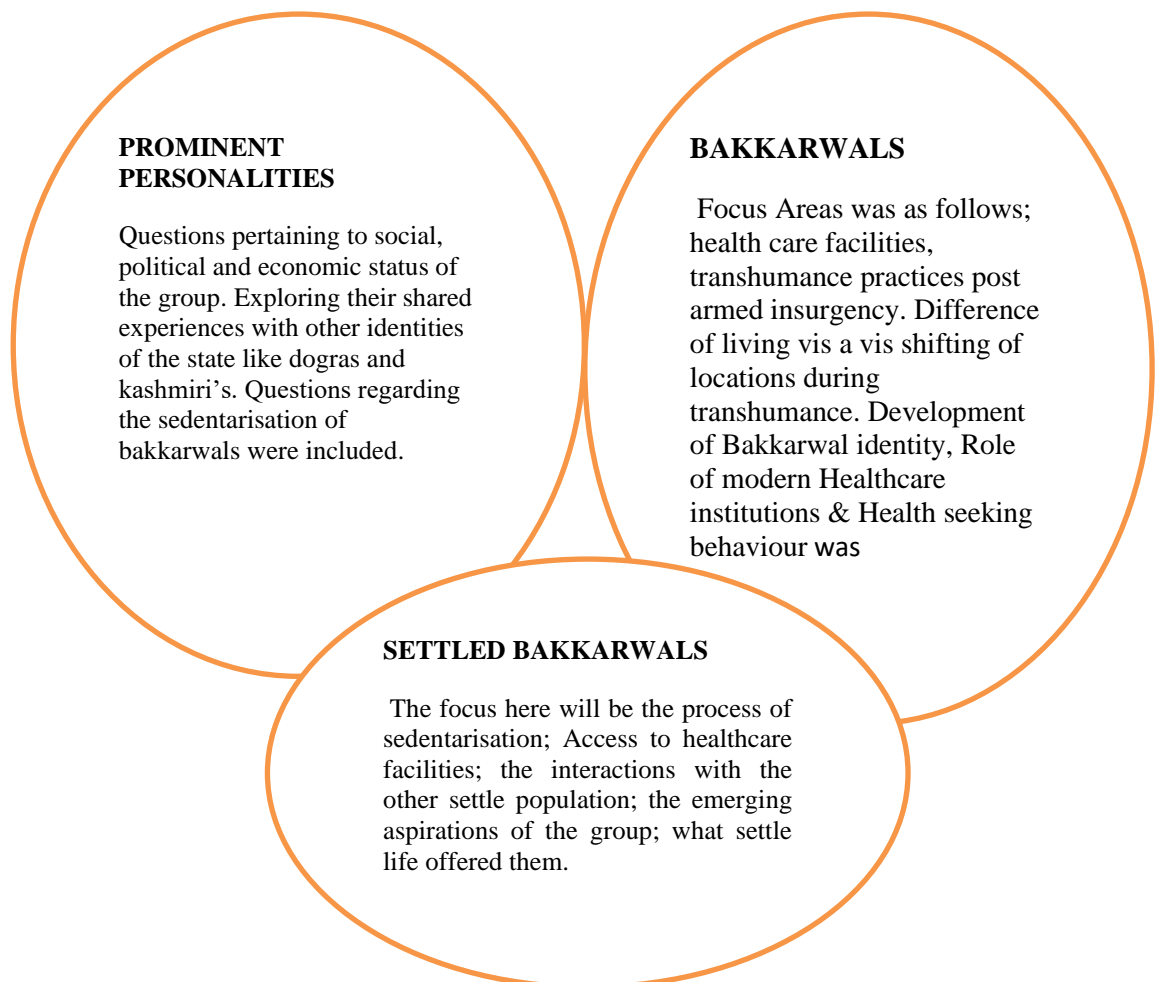 PROMINENT
PERSONALITIES
Questions pertaining to social,
political and economic status of
the group. Exploring their shared
experiences with other identities
of the state like dogras and
kashmiri’s. Questions regarding
the sedentarisation of
bakkarwals were included.
BAKKARWALS
Focus Areas was as follows;
health care facilities,
transhumance practices post
armed insurgency. Difference
of living vis a vis shifting of
locations during
transhumance. Development
of Bakkarwal identity, Role
of modern Healthcare
institutions & Health seeking
behaviour was
SETTLED BAKKARWALS
The focus here will be the process of
sedentarisation; Access to healthcare
facilities; the interactions with the
other settle population; the emerging
aspirations of the group; what settle
life offered them.